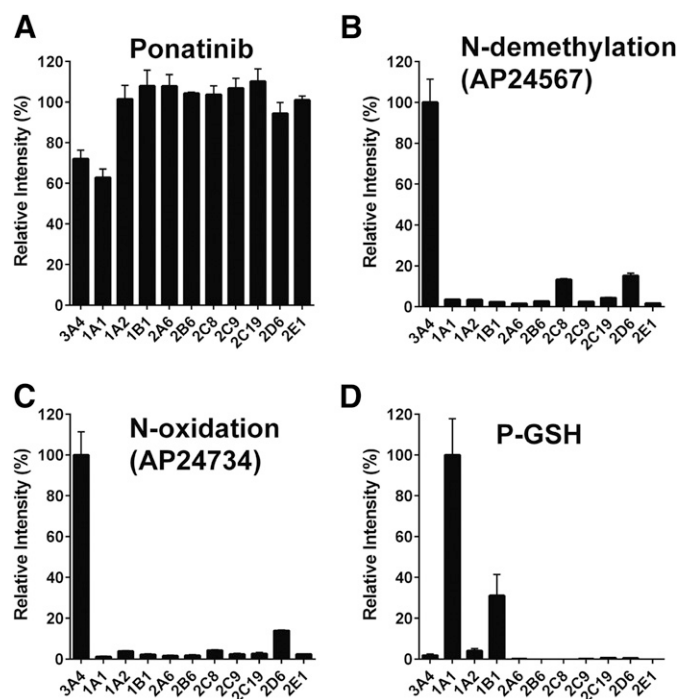 A
Ponatinib
Relative Intensity (%)
120
100
80
60
40
20
0
3A4
1A1
1A2
1B1
2A6
2B6
2C8
2C9
2C19
2D6
2E1
B
N-demethylation
(AP24567)
Relative Intensity (%)
120
100
80
60
40
20
0
3A4
1A1
1A2
1B1
2A6
2B6
2C8
2C9
2C19
2D6
2E1
C
N-oxidation
(AP24734)
Relative Intensity (%)
120
100
80
60
40
20
0
3A4
1A1
1A2
1B1
2A6
2B6
2C8
2C9
2C19
2D6
2E1
D
P-GSH
Relative Intensity (%)
120
100
80
60
40
20
0
3A4
1A1
1A2
1B1
2A6
2B6
2C8
2C9
2C19
2D6
2E1